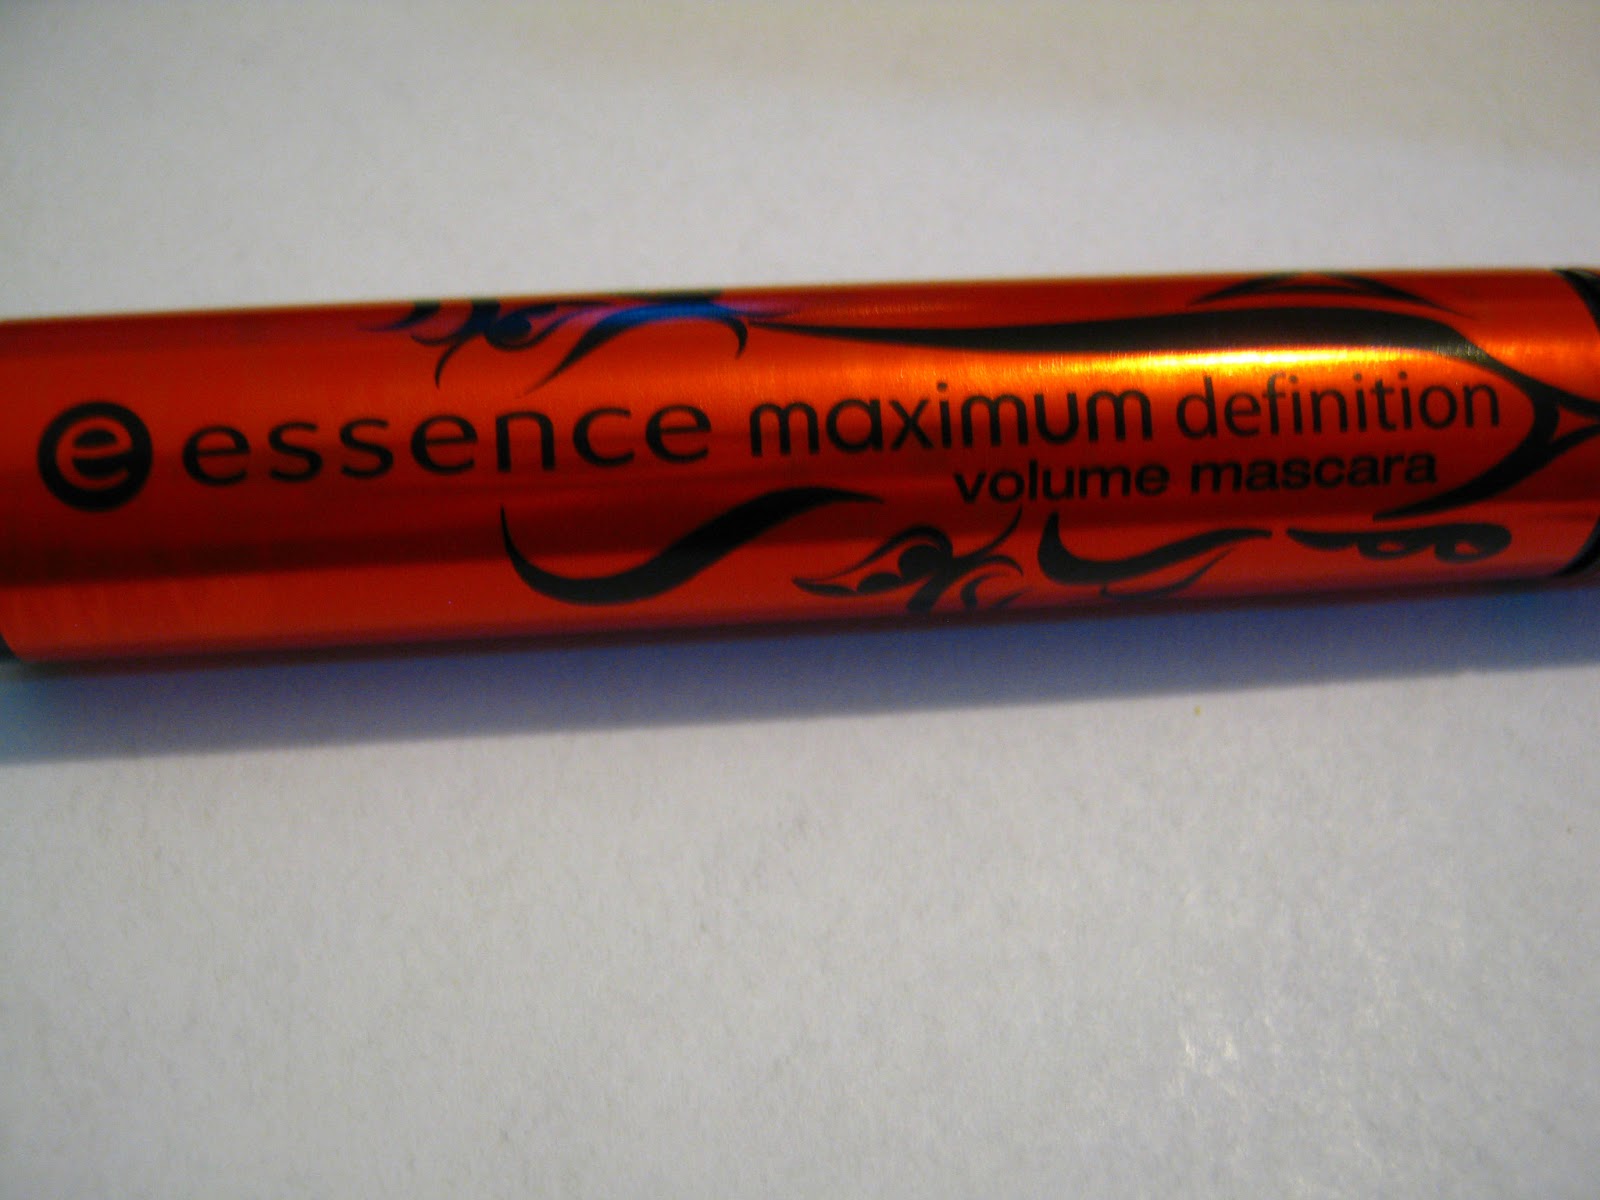 e essence maximum definition
volume mascara